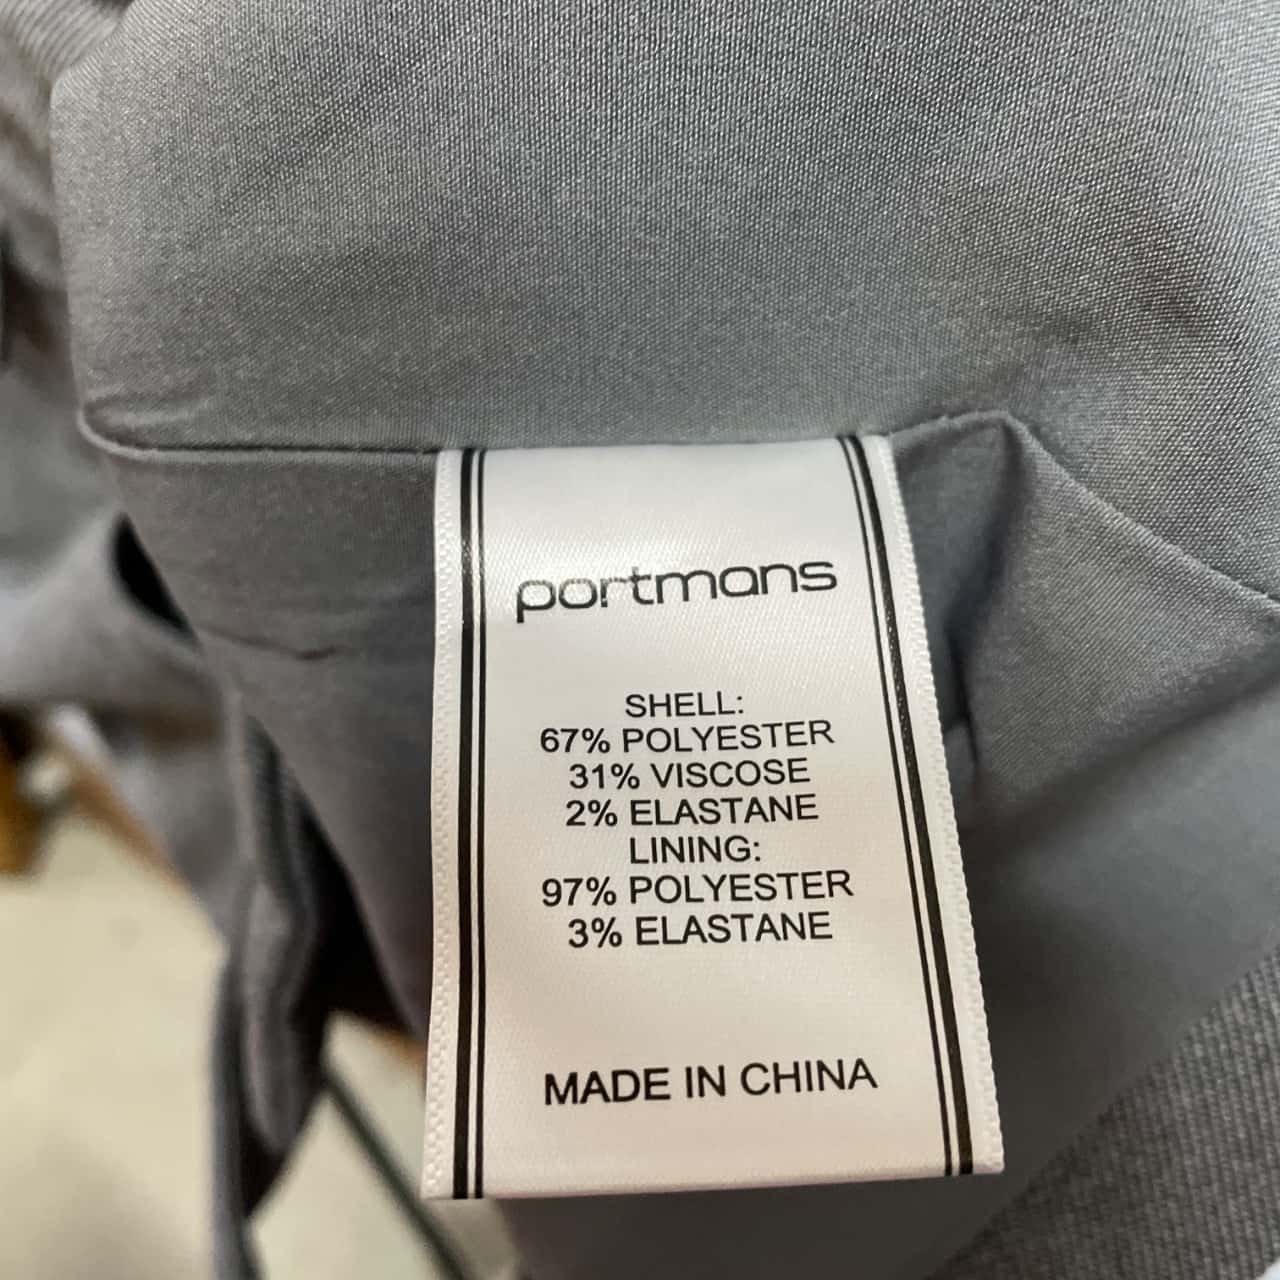 portmans
SHELL:
67% POLYESTER
31% VISCOSE
2% ELASTANE
LINING:
97% POLYESTER
3% ELASTANE
MADE IN CHINA